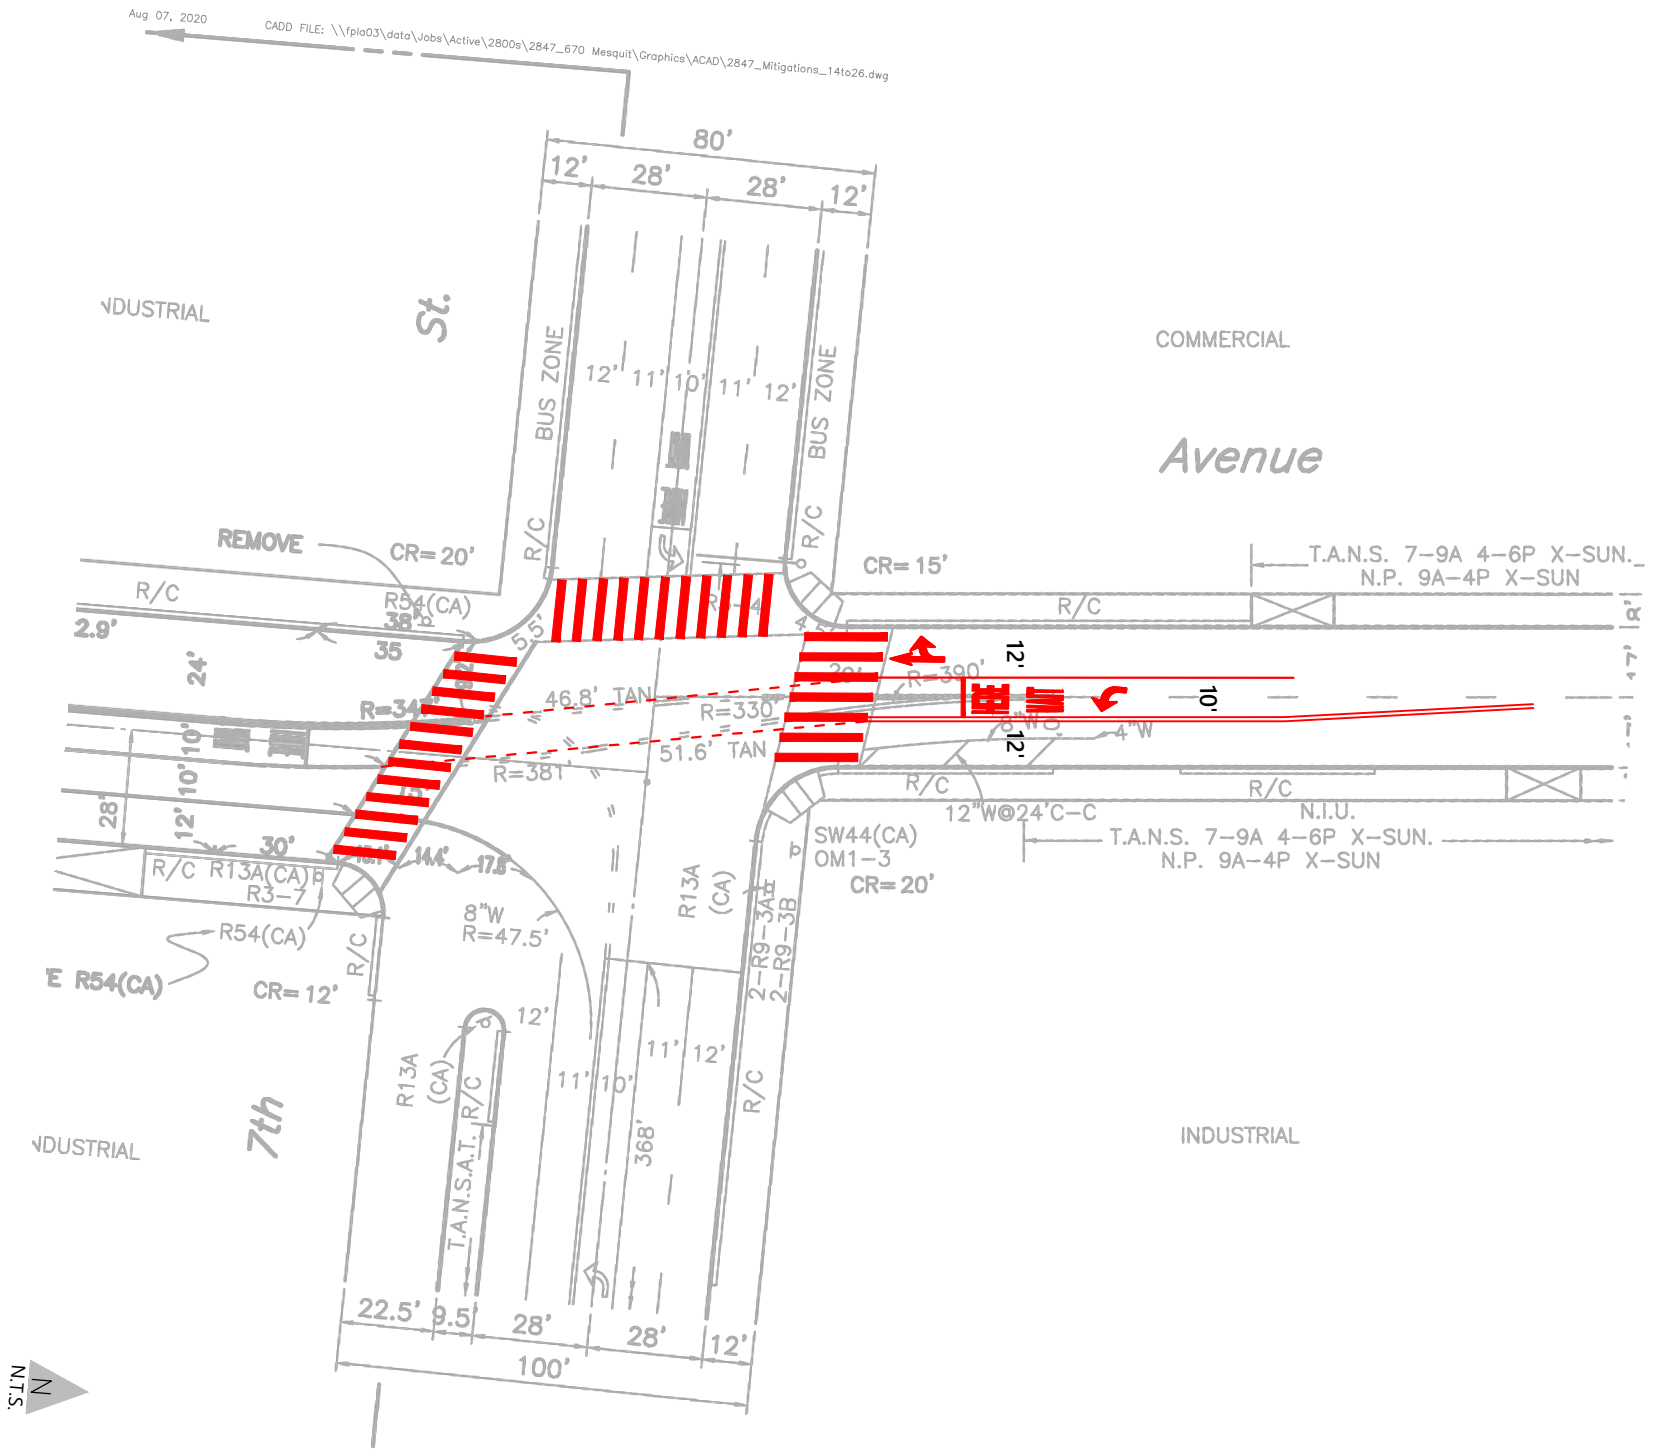 Aug 07, 2020
CADD FILE: \\fpla03\data\Jobs\Active\2800s\2847_670 Mesquit\Graphics\ACAD\2847_Mitigations_14to26.dwg
80'
12'
28'
28'
12'
NDUSTRIAL
St.
BUS ZONE
BUS ZONE
12'
11'
10'
11'
12'
COMMERCIAL
Avenue
R/C
R/C
REMOVE
CR=20'
CR=15'
T.A.N.S. 7-9A 4-6P X-SUN.
N.P. 9A-4P X-SUN
R/C
R54(CA)
38'
R/C
2.9'
35
5.5'
24'
12'
17'
46.8' TAN
R=390'
R=330'
10'
8"W
12'
4"W
51.6' TAN
R=381'
10'
10'
28'
12'
30'
14.4'
17.8'
R/C
R/C
12"W@24'C-C
N.I.U.
T.A.N.S. 7-9A 4-6P X-SUN.
N.P. 9A-4P X-SUN
SW44(CA)
OM1-3
CR=20'
R/C
R13A(CA)
R3-7
R54(CA)
R13A
(CA)
8"W
R=47.5'
R/C
'E R54(CA)
CR=12'
2-R9-3A
2-R9-3B
12'
R13A
(CA)
R/C
11'
10'
11'
12'
R/C
7th
NDUSTRIAL
368'
T.A.N.S.A.T.
INDUSTRIAL
22.5'
9.5'
28'
28'
12'
100'
N
N.T.S.